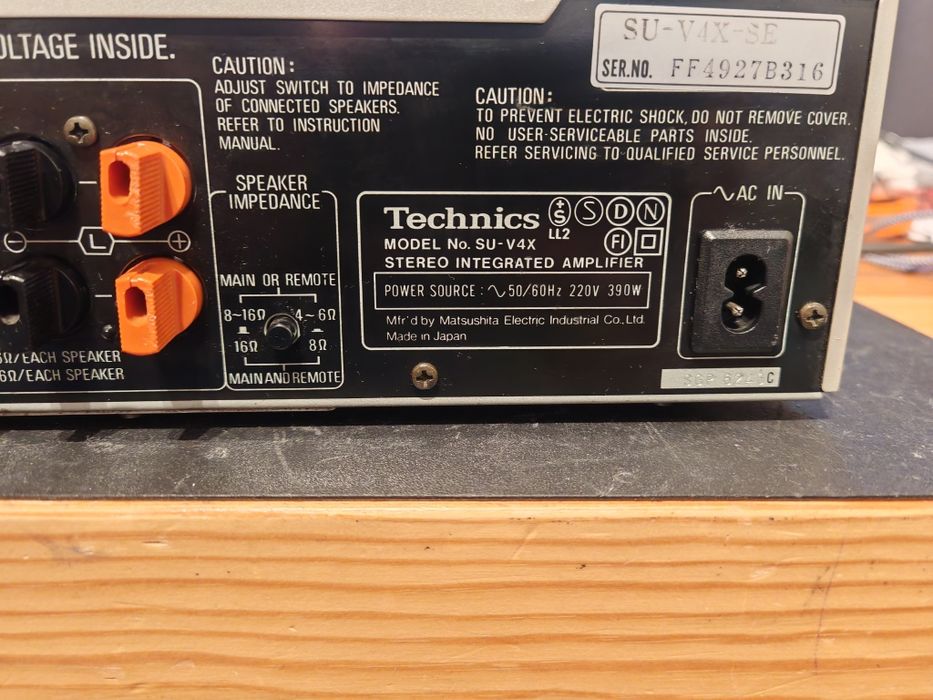 OLTAGE INSIDE.
CAUTION:
ADJUST SWITCH TO IMPEDANCE
OF CONNECTED SPEAKERS.
REFER TO INSTRUCTION
MANUAL.
SU-V4X-SE
SER.NO. FF4927B316
CAUTION:
TO PREVENT ELECTRIC SHOCK, DO NOT REMOVE COVER.
NO USER-SERVICEABLE PARTS INSIDE.
REFER SERVICING TO QUALIFIED SERVICE PERSONNEL.
⊖ L ⊕
6Ω/EACH SPEAKER
6Ω/EACH SPEAKER
SPEAKER
IMPEDANCE
MAIN OR REMOTE
8~16Ω 4~6Ω
16Ω 8Ω
MAIN AND REMOTE
Technics +S S D N
LL2 FI
MODEL No. SU-V4X
STEREO INTEGRATED AMPLIFIER
POWER SOURCE : ∿50/60Hz 220V 390W
Mfr'd by Matsushita Electric Industrial Co., Ltd.
Made in Japan
∿AC IN
C